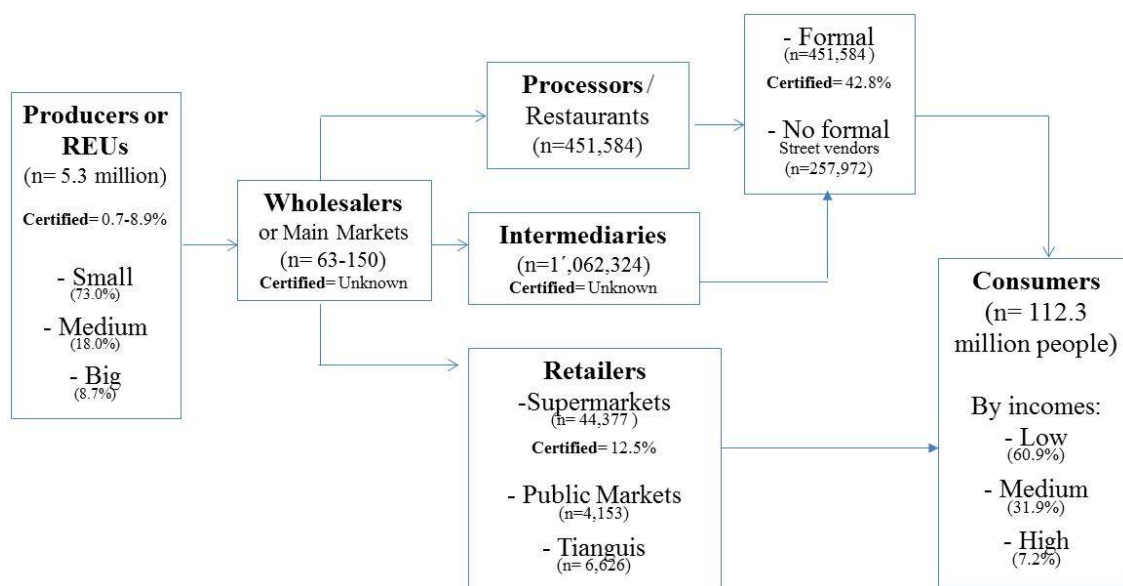 Producers or
REUs
(n= 5.3 million)
Certified= 0.7-8.9%
- Small
(73.0%)
- Medium
(18.0%)
- Big
(8.7%)
Wholesalers
or Main Markets
(n= 63-150)
Certified= Unknown
Processors /
Restaurants
(n=451,584)
Intermediaries
(n=1´,062,324)
Certified= Unknown
Retailers
-Supermarkets
(n= 44,377 )
Certified= 12.5%
- Public Markets
(n=4,153)
- Tianguis
(n= 6,626)
- Formal
(n=451,584 )
Certified= 42.8%
- No formal
Street vendors
(n=257,972)
Consumers
(n= 112.3
million people)
By incomes:
- Low
(60.9%)
- Medium
(31.9%)
- High
(7.2%)